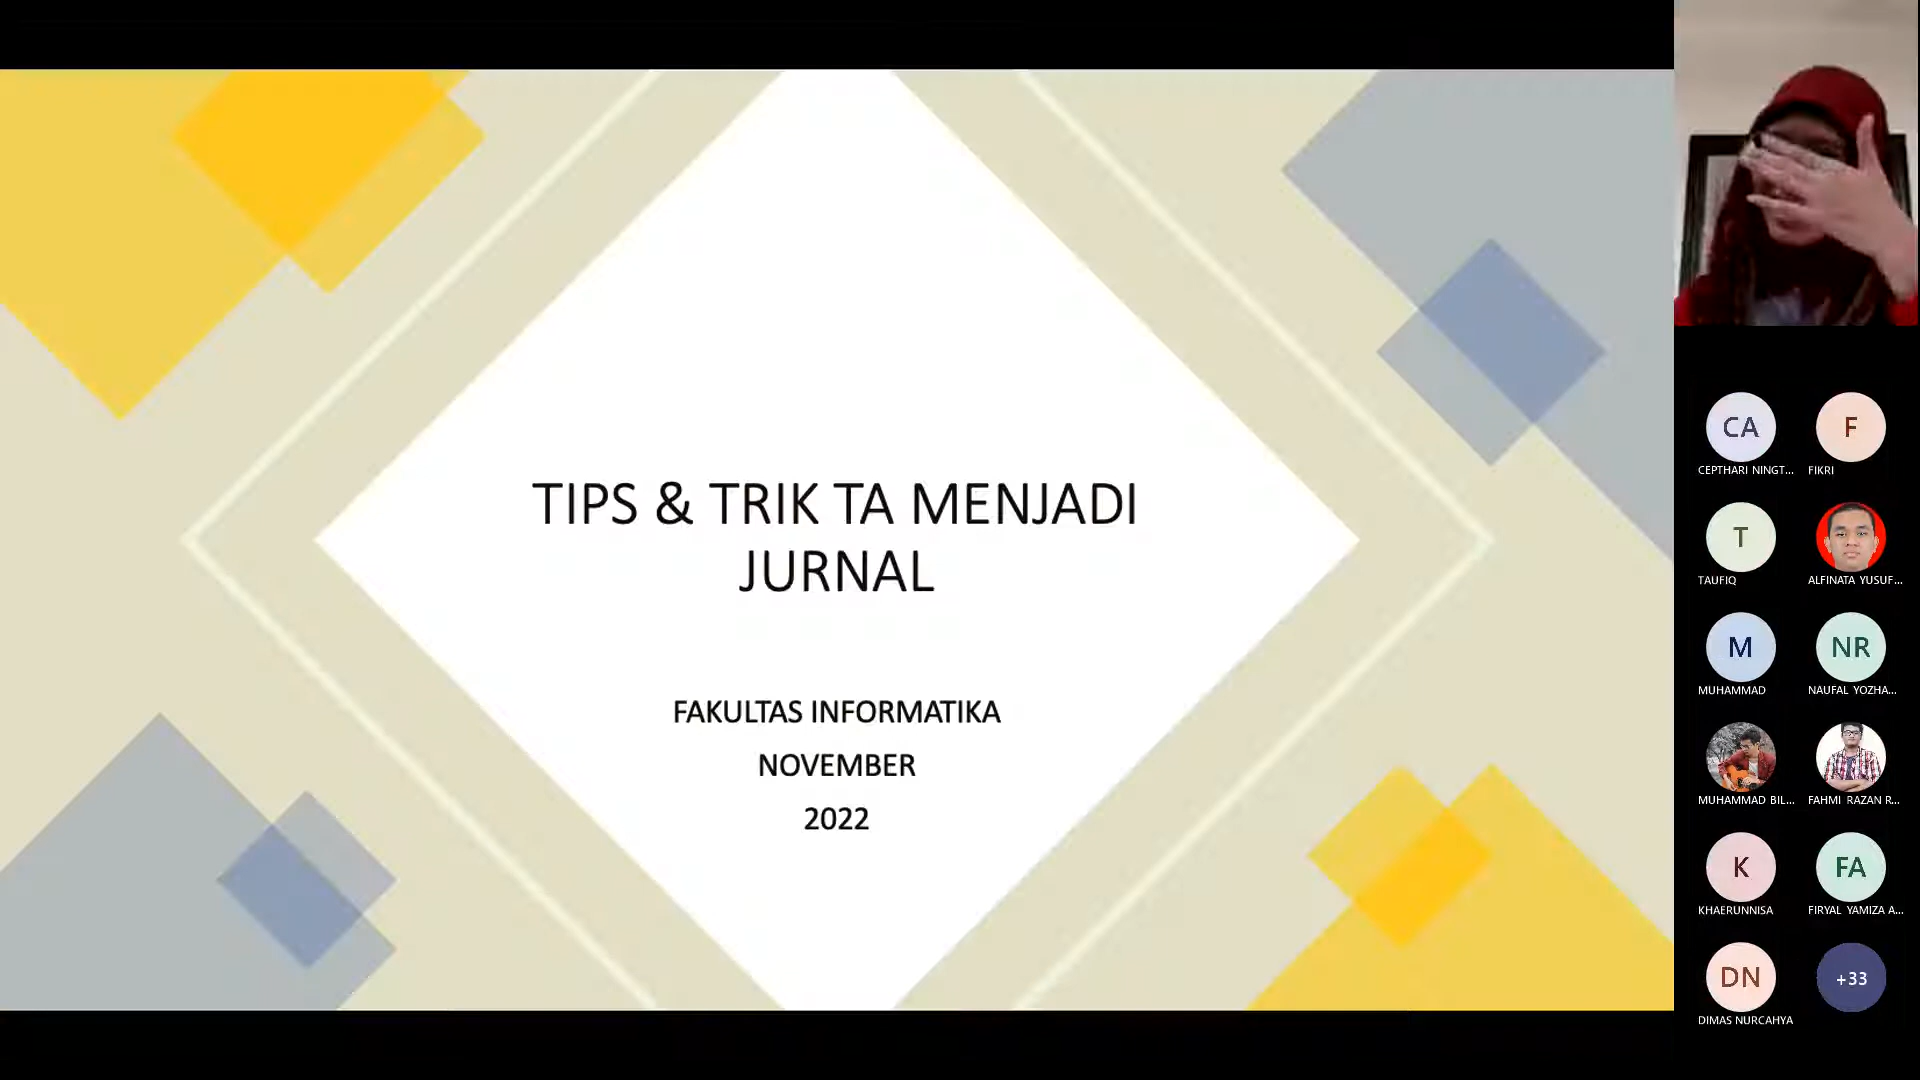 TIPS & TRIK TA MENJADI
JURNAL
FAKULTAS INFORMATIKA
NOVEMBER
2022
CA
CEPTHARI NINGT...
F
FIKRI
T
TAUFIQ
ALFINATA YUSUF...
M
MUHAMMAD
NR
NAUFAL YOZHA...
MUHAMMAD BIL...
FAHMI RAZAN R...
K
KHAERUNNISA
FA
FIRYAL YAMIZA A...
DN
DIMAS NURCAHYA
+33